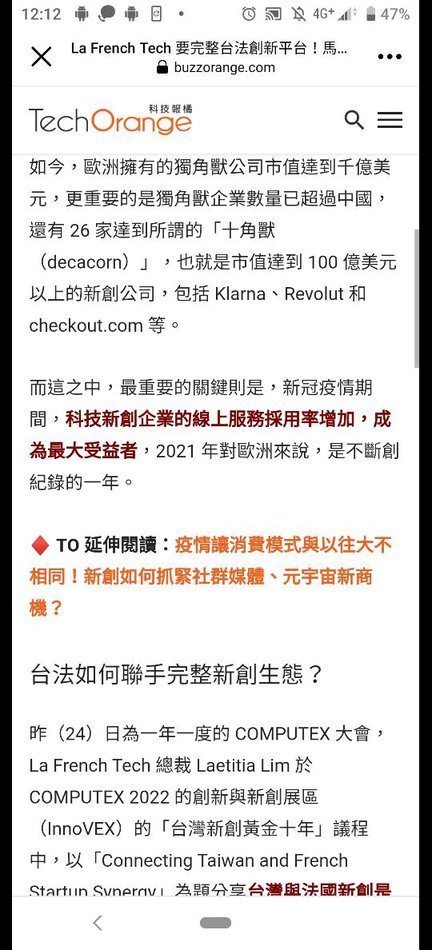 12:12
4G+
47%
La French Tech 要完整台法創新平台！馬…
buzzorange.com
科技報橘
TechOrange
如今，歐洲擁有的獨角獸公司市值達到千億美
元，更重要的是獨角獸企業數量已超過中國，
還有 26 家達到所謂的「十角獸
（decacorn）」，也就是市值達到 100 億美元
以上的新創公司，包括 Klarna、Revolut 和
checkout.com 等。
而這之中，最重要的關鍵則是，新冠疫情期
間，科技新創企業的線上服務採用率增加，成
為最大受益者，2021 年對歐洲來說，是不斷創
紀錄的一年。
TO 延伸閱讀：疫情讓消費模式與以往大不
相同！新創如何抓緊社群媒體、元宇宙新商
機？
台法如何聯手完整新創生態？
昨（24）日為一年一度的 COMPUTEX 大會，
La French Tech 總裁 Laetitia Lim 於
COMPUTEX 2022 的創新與新創展區
（InnoVEX）的「台灣新創黃金十年」議程
中，以「Connecting Taiwan and French
Startup Synergy」為題分享台灣與法國新創是